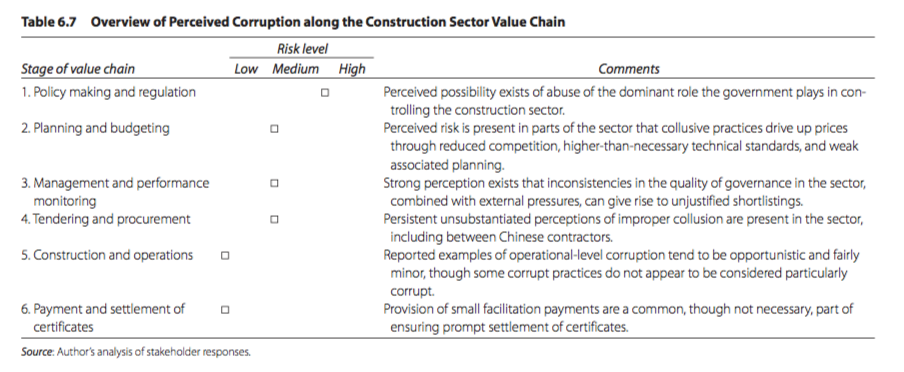 Table 6.7 Overview of Perceived Corruption along the Construction Sector Value Chain
Risk level
Stage of value chain Low Medium High Comments
1. Policy making and regulation □ Perceived possibility exists of abuse of the dominant role the government plays in con-
trolling the construction sector.
2. Planning and budgeting □ Perceived risk is present in parts of the sector that collusive practices drive up prices
through reduced competition, higher-than-necessary technical standards, and weak
associated planning.
3. Management and performance □ Strong perception exists that inconsistencies in the quality of governance in the sector,
monitoring combined with external pressures, can give rise to unjustified shortlistings.
4. Tendering and procurement □ Persistent unsubstantiated perceptions of improper collusion are present in the sector,
including between Chinese contractors.
5. Construction and operations □ Reported examples of operational-level corruption tend to be opportunistic and fairly
minor, though some corrupt practices do not appear to be considered particularly
corrupt.
6. Payment and settlement of □ Provision of small facilitation payments are a common, though not necessary, part of
certificates ensuring prompt settlement of certificates.
Source: Author's analysis of stakeholder responses.